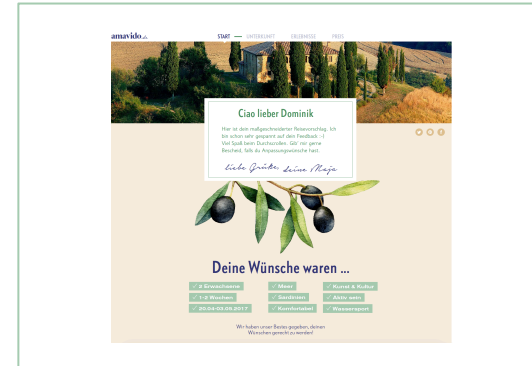 amavido
START UNTERKUNFT ERLEBNISSE PREIS
Ciao lieber Dominik
Hier ist dein maßgeschneiderter Reisevorschlag. Ich
bin schon sehr gespannt auf dein Feedback :-)
Viel Spaß beim Durchscrollen. Gib' mir gerne
Bescheid, falls du Anpassungswünsche hast.
liebe Grüße, deine Maja
Deine Wünsche waren ...
✓ 2 Erwachsene ✓ Meer ✓ Kunst & Kultur
✓ 1-2 Wochen ✓ Sardinien ✓ Aktiv sein
✓ 20.04-03.05.2017 ✓ Komfortabel ✓ Wassersport
Wir haben unser Bestes gegeben, deinen
Wünschen gerecht zu werden!